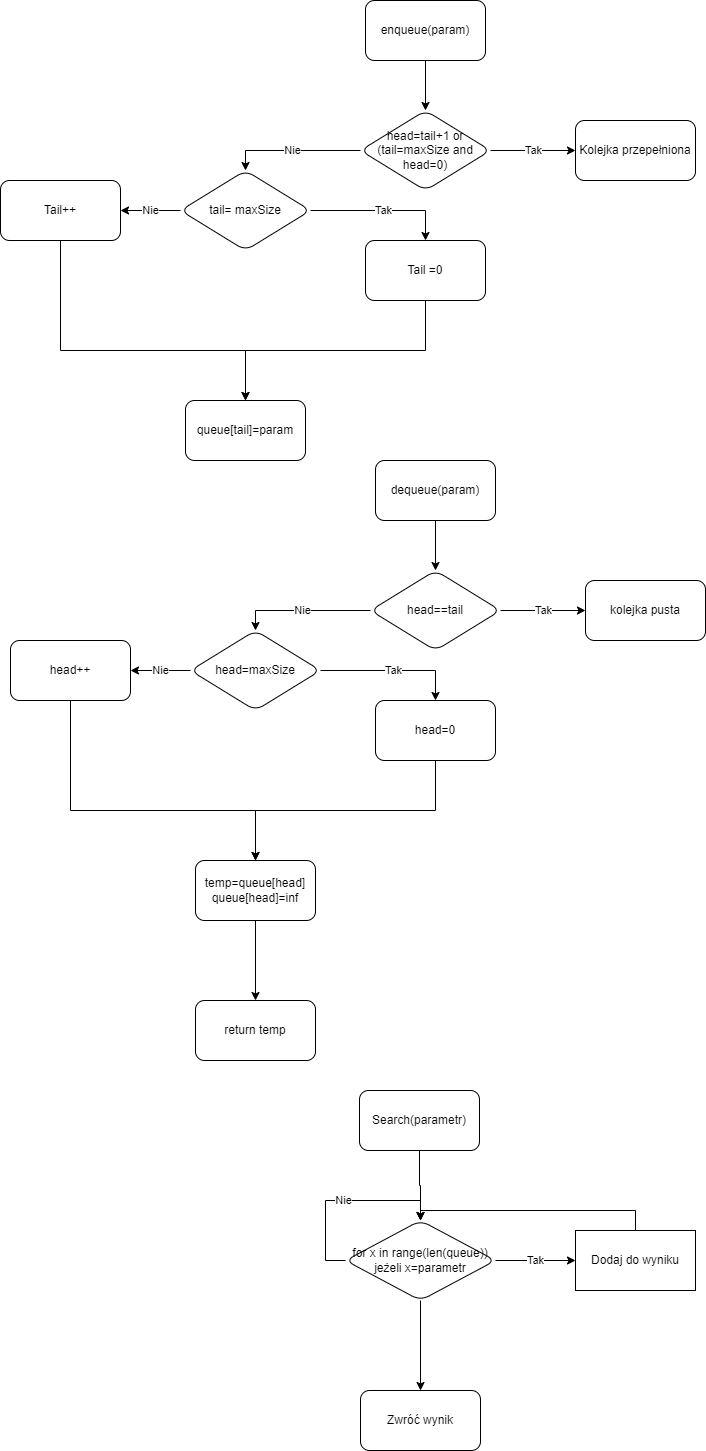 enqueue(param)
head=tail+1 or
(tail=maxSize and
head=0)
Nie
Tak
Kolejka przepełniona
tail= maxSize
Nie
Tak
Tail++
Tail =0
queue[tail]=param
dequeue(param)
head==tail
Nie
Tak
kolejka pusta
head=maxSize
Nie
Tak
head++
head=0
temp=queue[head]
queue[head]=inf
return temp
Search(parametr)
Nie
for x in range(len(queue))
jeżeli x=parametr
Tak
Dodaj do wyniku
Zwróć wynik